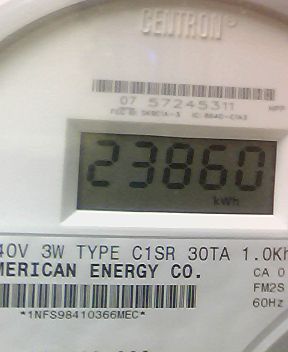 CENTRON
07 57245311
23860
kWh
40V 3W TYPE C1SR 30TA 1.0Kh
MERICAN ENERGY CO.
CA 0
FM2S
60Hz
*1NFS98410366MEC*